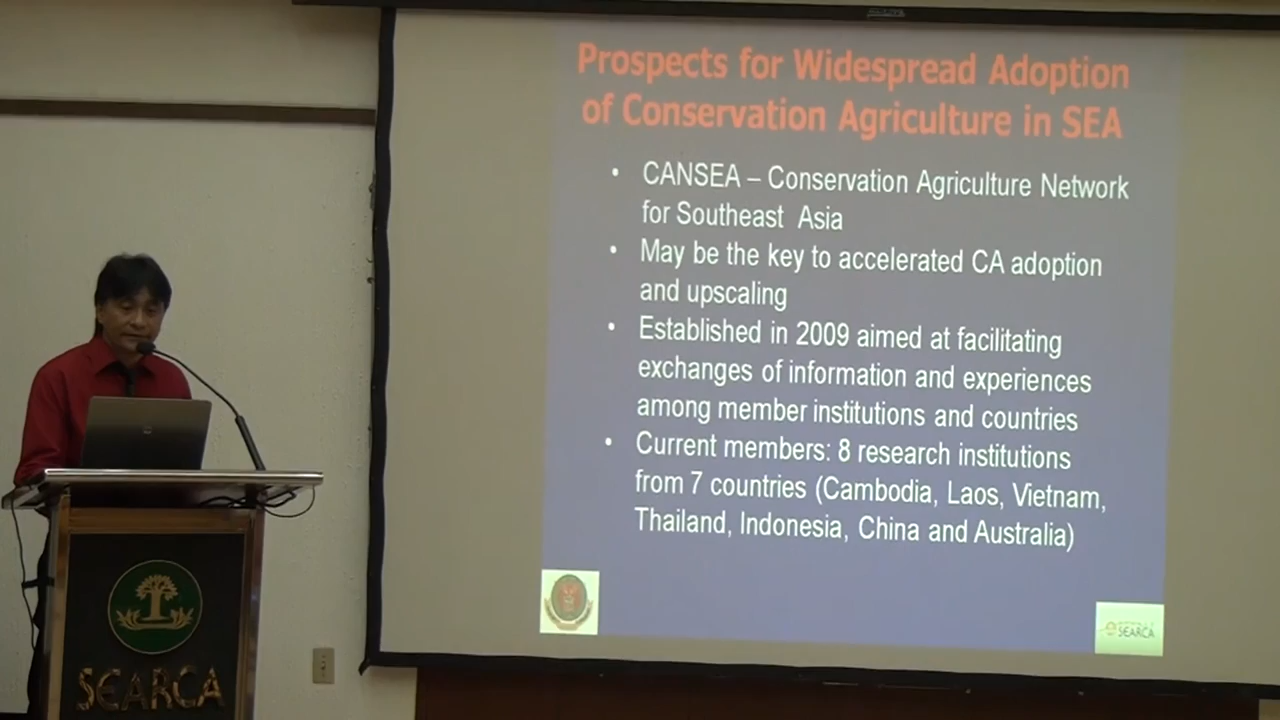 Prospects for Widespread Adoption
of Conservation Agriculture in SEA
• CANSEA – Conservation Agriculture Network
for Southeast Asia
• May be the key to accelerated CA adoption
and upscaling
• Established in 2009 aimed at facilitating
exchanges of information and experiences
among member institutions and countries
• Current members: 8 research institutions
from 7 countries (Cambodia, Laos, Vietnam,
Thailand, Indonesia, China and Australia)
SEARCA
SEARCA